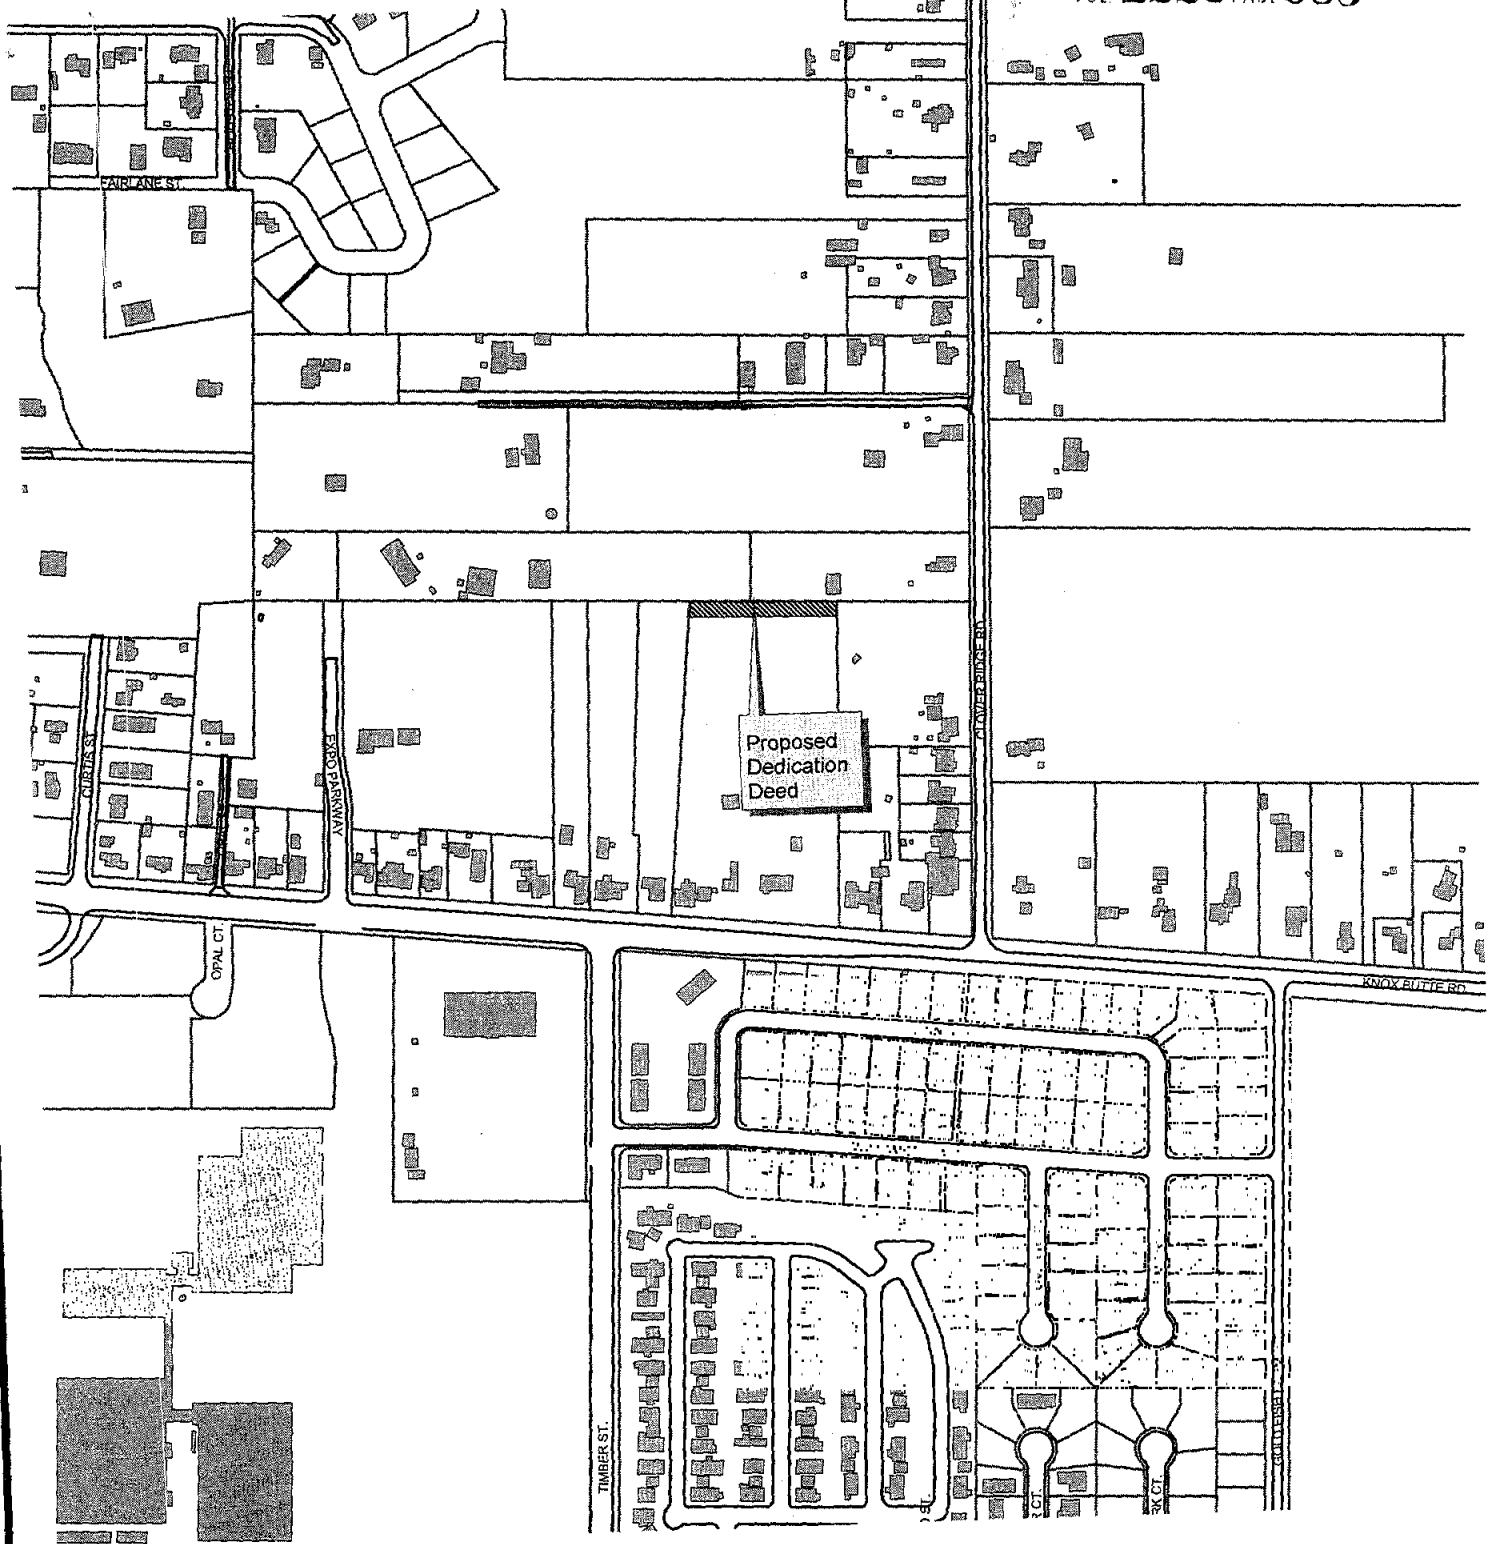 FAIRLANE ST.
CLOVER RIDGE RD.
Proposed
Dedication
Deed
CURTIS ST.
EXPO PARKWAY
OPAL CT.
KNOX BUTTE RD.
TIMBER ST.
GOLDFISH